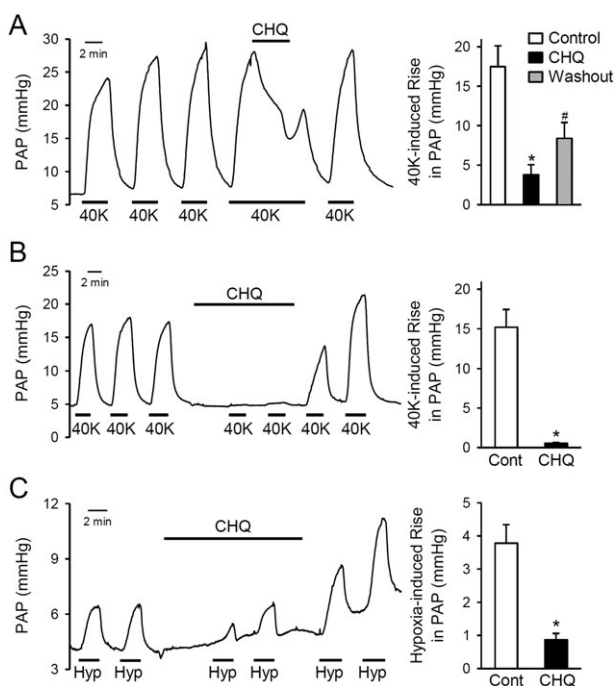 A
2 min
CHQ
PAP (mmHg)
30
25
20
15
10
5
40K 40K 40K 40K 40K
40K-induced Rise
in PAP (mmHg)
20
15
10
5
0
Control
CHQ
Washout
*
#
B
2 min
CHQ
PAP (mmHg)
25
20
15
10
5
0
40K 40K 40K 40K 40K 40K 40K
40K-induced Rise
in PAP (mmHg)
20
15
10
5
0
*
Cont CHQ
C
2 min
CHQ
PAP (mmHg)
12
9
6
3
Hyp Hyp Hyp Hyp Hyp Hyp
Hypoxia-induced Rise
in PAP (mmHg)
5
4
3
2
1
0
*
Cont CHQ